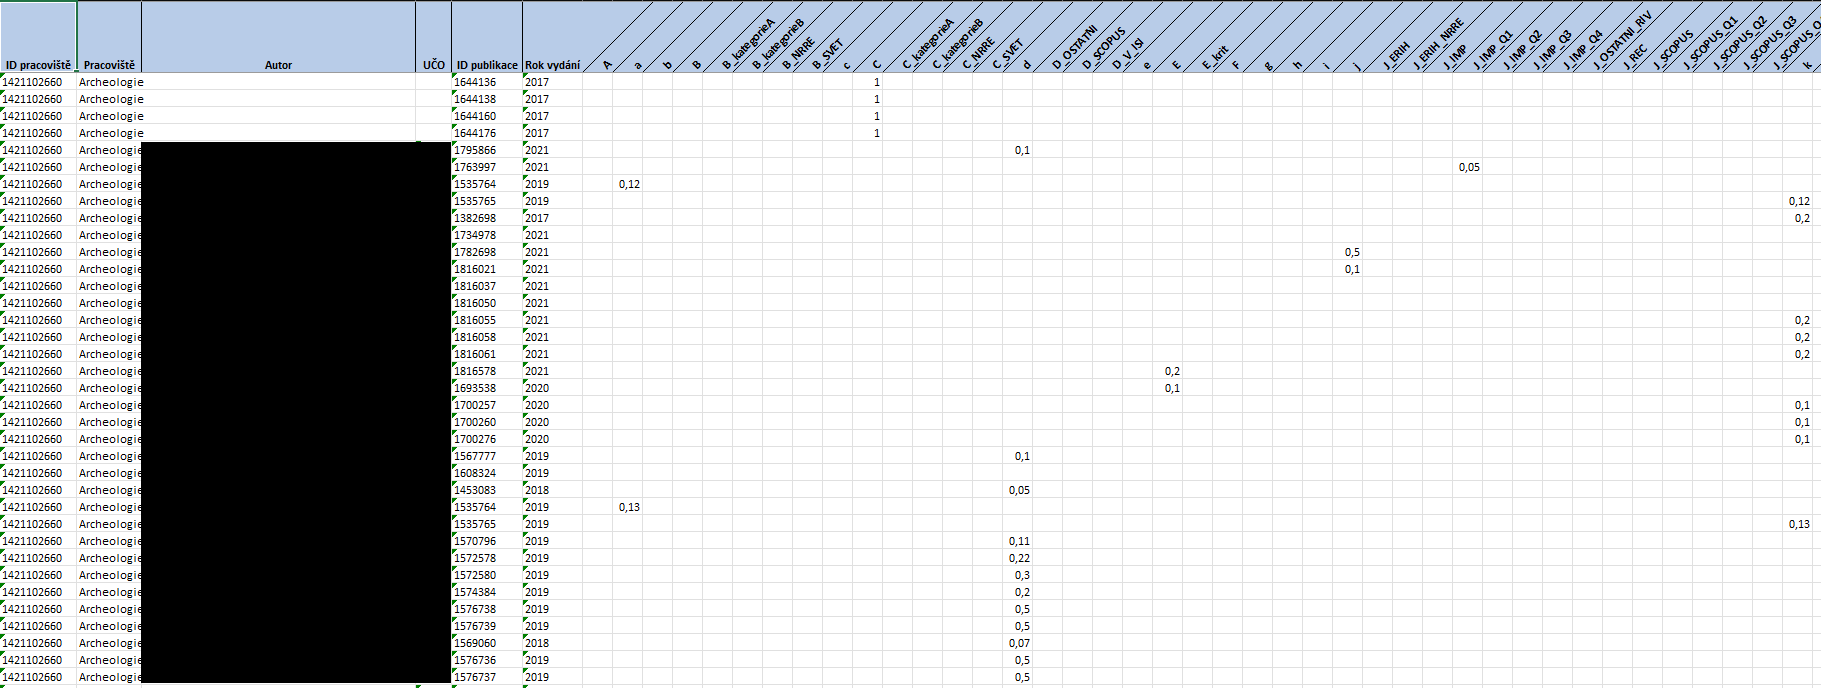 ID pracoviště Pracoviště Autor UČO ID publikace Rok vydání A a b B B_kategorieA B_kategorieB B_NRRE B_SVET c C C_kategorieA C_kategorieB C_NRRE C_SVET d D_OSTATNI D_SCOPUS D_V_ISI e E E_krit F g h i j J_ERIH J_ERIH_NRRE J_IMP J_IMP_Q1 J_IMP_Q2 J_IMP_Q3 J_IMP_Q4 J_OSTATNI_RIV J_REC J_SCOPUS J_SCOPUS_Q1 J_SCOPUS_Q2 J_SCOPUS_Q3 J_SCOPUS_Q k
1421102660 Archeologie 1644136 2017 1
1421102660 Archeologie 1644138 2017 1
1421102660 Archeologie 1644160 2017 1
1421102660 Archeologie 1644176 2017 1
1421102660 Archeologie 1795866 2021 0,1
1421102660 Archeologie 1763997 2021 0,05
1421102660 Archeologie 1535764 2019 0,12
1421102660 Archeologie 1535765 2019 0,12
1421102660 Archeologie 1382698 2017 0,2
1421102660 Archeologie 1734978 2021
1421102660 Archeologie 1782698 2021 0,5
1421102660 Archeologie 1816021 2021 0,1
1421102660 Archeologie 1816037 2021
1421102660 Archeologie 1816050 2021
1421102660 Archeologie 1816055 2021 0,2
1421102660 Archeologie 1816058 2021 0,2
1421102660 Archeologie 1816061 2021 0,2
1421102660 Archeologie 1816578 2021 0,2
1421102660 Archeologie 1693538 2020 0,1
1421102660 Archeologie 1700257 2020 0,1
1421102660 Archeologie 1700260 2020 0,1
1421102660 Archeologie 1700276 2020 0,1
1421102660 Archeologie 1567777 2019 0,1
1421102660 Archeologie 1608324 2019
1421102660 Archeologie 1453083 2018 0,05
1421102660 Archeologie 1535764 2019 0,13
1421102660 Archeologie 1535765 2019 0,13
1421102660 Archeologie 1570796 2019 0,11
1421102660 Archeologie 1572578 2019 0,22
1421102660 Archeologie 1572580 2019 0,3
1421102660 Archeologie 1574384 2019 0,2
1421102660 Archeologie 1576738 2019 0,5
1421102660 Archeologie 1576739 2019 0,5
1421102660 Archeologie 1569060 2018 0,07
1421102660 Archeologie 1576736 2019 0,5
1421102660 Archeologie 1576737 2019 0,5